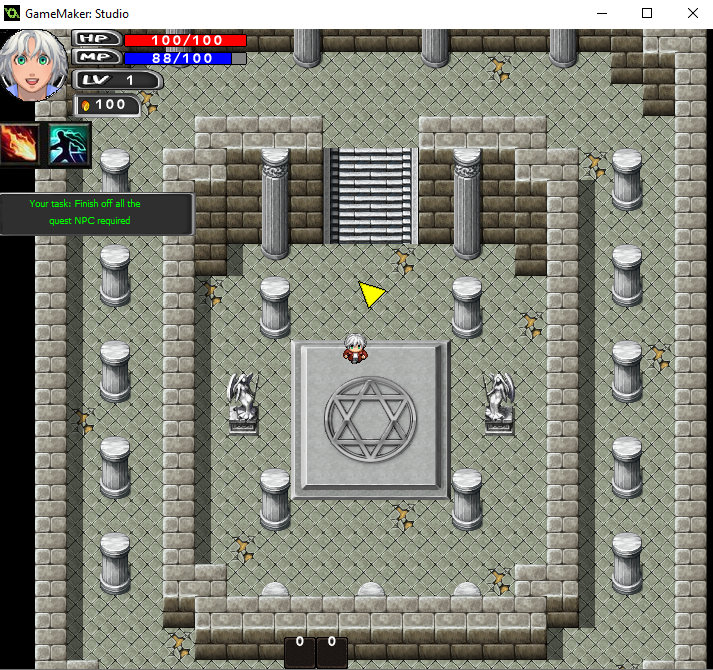 GameMaker: Studio
HP 100/100
MP 88/100
LV 1
100
Your task: Finish off all the
quest NPC required
0 0